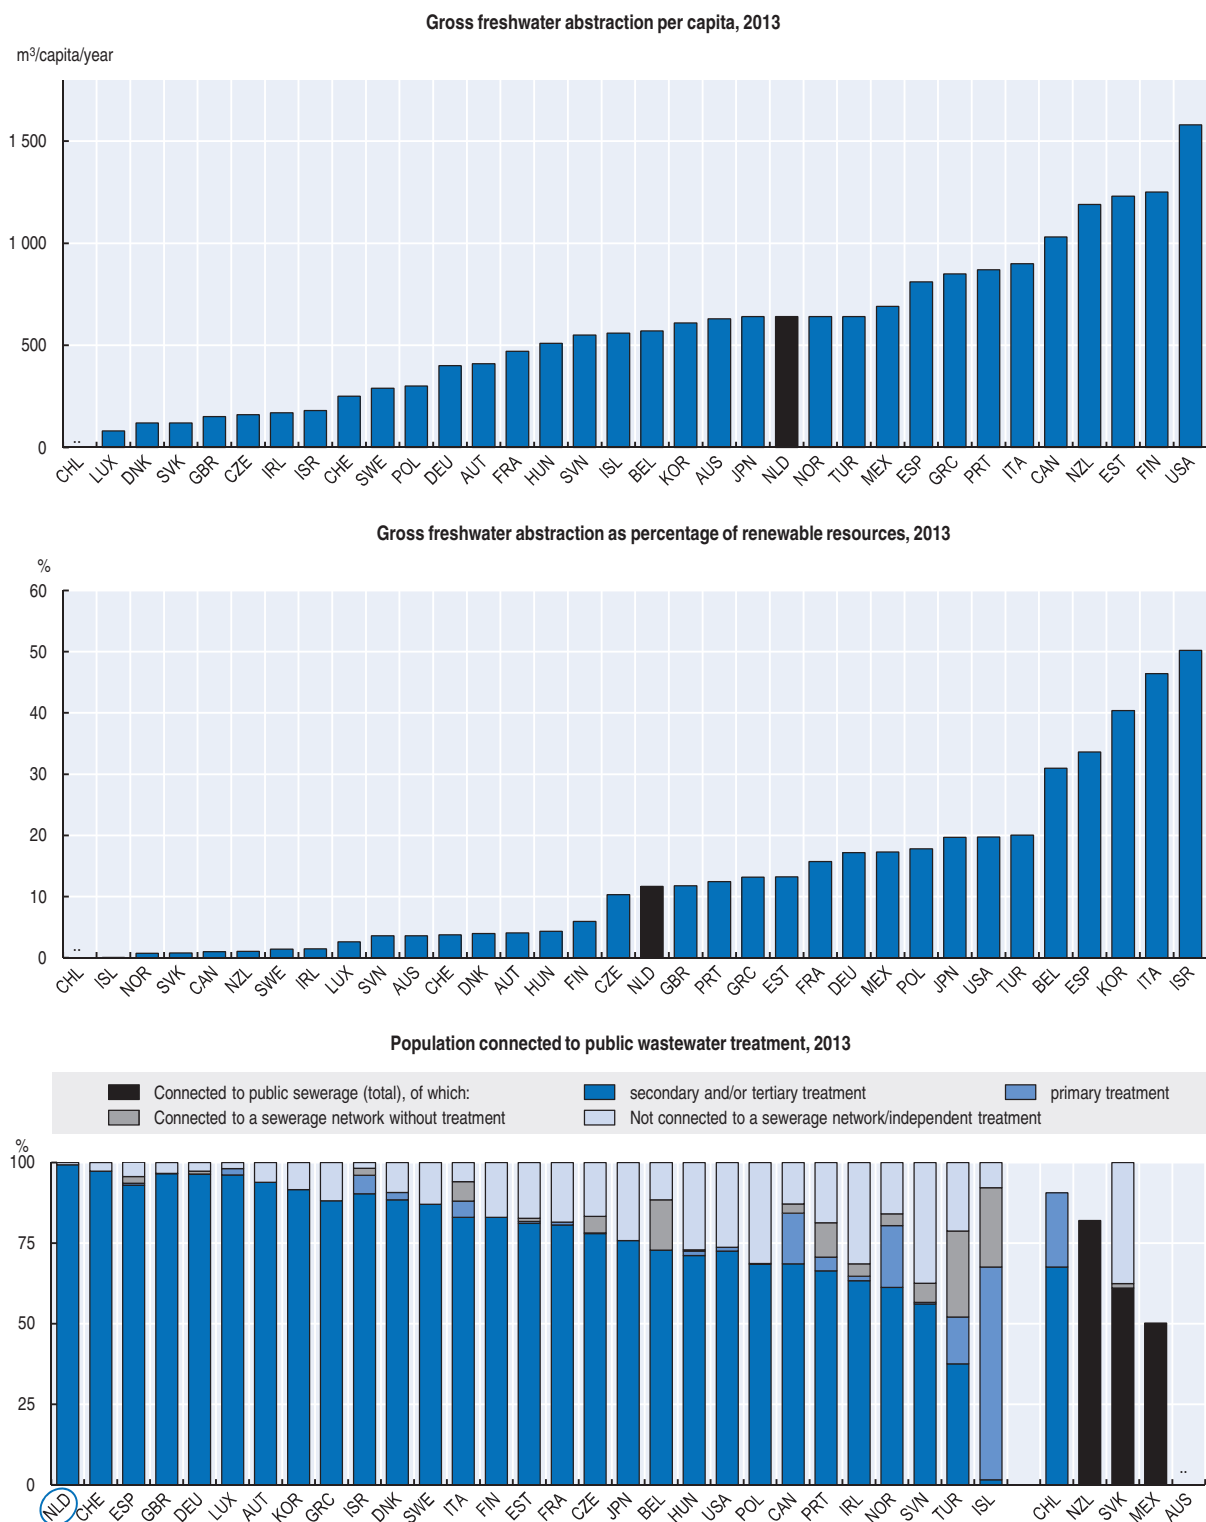 Gross freshwater abstraction per capita, 2013
m³/capita/year
1 500
1 000
500
0
..
CHL LUX DNK SVK GBR CZE IRL ISR CHE SWE POL DEU AUT FRA HUN SVN ISL BEL KOR AUS JPN NLD NOR TUR MEX ESP GRC PRT ITA CAN NZL EST FIN USA
Gross freshwater abstraction as percentage of renewable resources, 2013
%
60
50
40
30
20
10
0
..
CHL ISL NOR SVK CAN NZL SWE IRL LUX SVN AUS CHE DNK AUT HUN FIN CZE NLD GBR PRT GRC EST FRA DEU MEX POL JPN USA TUR BEL ESP KOR ITA ISR
Population connected to public wastewater treatment, 2013
Connected to public sewerage (total), of which: secondary and/or tertiary treatment primary treatment
Connected to a sewerage network without treatment Not connected to a sewerage network/independent treatment
%
100
75
50
25
0
..
NLD CHE ESP GBR DEU LUX AUT KOR GRC ISR DNK SWE ITA FIN EST FRA CZE JPN BEL HUN USA POL CAN PRT IRL NOR SVN TUR ISL CHL NZL SVK MEX AUS